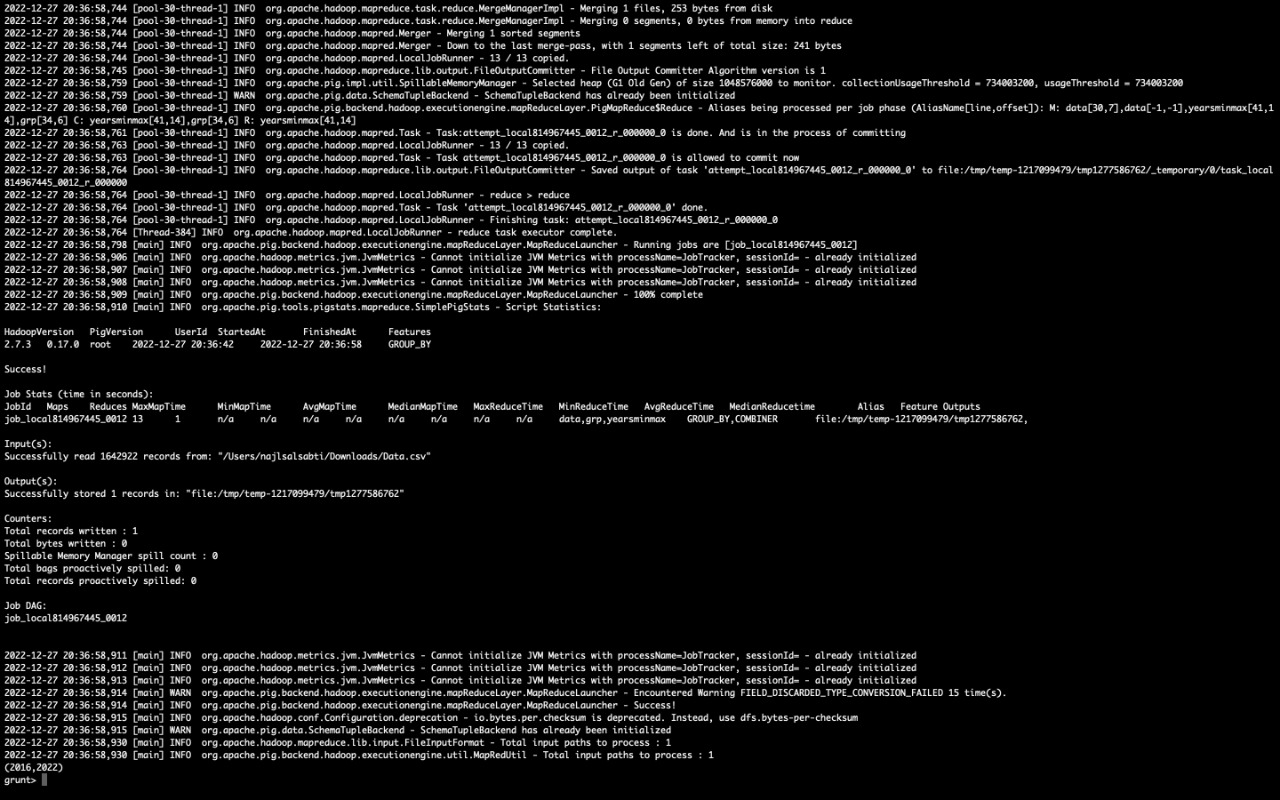 2022-12-27 20:36:58,744 [pool-30-thread-1] INFO  org.apache.hadoop.mapreduce.task.reduce.MergeManagerImpl - Merging 1 files, 253 bytes from disk
2022-12-27 20:36:58,744 [pool-30-thread-1] INFO  org.apache.hadoop.mapreduce.task.reduce.MergeManagerImpl - Merging 0 segments, 0 bytes from memory into reduce
2022-12-27 20:36:58,744 [pool-30-thread-1] INFO  org.apache.hadoop.mapred.Merger - Merging 1 sorted segments
2022-12-27 20:36:58,744 [pool-30-thread-1] INFO  org.apache.hadoop.mapred.Merger - Down to the last merge-pass, with 1 segments left of total size: 241 bytes
2022-12-27 20:36:58,744 [pool-30-thread-1] INFO  org.apache.hadoop.mapred.LocalJobRunner - 13 / 13 copied.
2022-12-27 20:36:58,745 [pool-30-thread-1] INFO  org.apache.hadoop.mapreduce.lib.output.FileOutputCommitter - File Output Committer Algorithm version is 1
2022-12-27 20:36:58,759 [pool-30-thread-1] INFO  org.apache.pig.impl.util.SpillableMemoryManager - Selected heap (G1 Old Gen) of size 1048576000 to monitor. collectionUsageThreshold = 734003200, usageThreshold = 734003200
2022-12-27 20:36:58,759 [pool-30-thread-1] WARN  org.apache.pig.data.SchemaTupleBackend - SchemaTupleBackend has already been initialized
2022-12-27 20:36:58,760 [pool-30-thread-1] INFO  org.apache.pig.backend.hadoop.executionengine.mapReduceLayer.PigMapReduce$Reduce - Aliases being processed per job phase (AliasName[line,offset]): M: data[30,7],data[-1,-1],yearsminmax[41,1
4],grp[34,6] C: yearsminmax[41,14],grp[34,6] R: yearsminmax[41,14]
2022-12-27 20:36:58,761 [pool-30-thread-1] INFO  org.apache.hadoop.mapred.Task - Task:attempt_local814967445_0012_r_000000_0 is done. And is in the process of committing
2022-12-27 20:36:58,763 [pool-30-thread-1] INFO  org.apache.hadoop.mapred.LocalJobRunner - 13 / 13 copied.
2022-12-27 20:36:58,763 [pool-30-thread-1] INFO  org.apache.hadoop.mapred.Task - Task attempt_local814967445_0012_r_000000_0 is allowed to commit now
2022-12-27 20:36:58,764 [pool-30-thread-1] INFO  org.apache.hadoop.mapreduce.lib.output.FileOutputCommitter - Saved output of task 'attempt_local814967445_0012_r_000000_0' to file:/tmp/temp-1217099479/tmp1277586762/_temporary/0/task_local
814967445_0012_r_000000
2022-12-27 20:36:58,764 [pool-30-thread-1] INFO  org.apache.hadoop.mapred.LocalJobRunner - reduce > reduce
2022-12-27 20:36:58,764 [pool-30-thread-1] INFO  org.apache.hadoop.mapred.Task - Task 'attempt_local814967445_0012_r_000000_0' done.
2022-12-27 20:36:58,764 [pool-30-thread-1] INFO  org.apache.hadoop.mapred.LocalJobRunner - Finishing task: attempt_local814967445_0012_r_000000_0
2022-12-27 20:36:58,764 [Thread-384] INFO  org.apache.hadoop.mapred.LocalJobRunner - reduce task executor complete.
2022-12-27 20:36:58,798 [main] INFO  org.apache.pig.backend.hadoop.executionengine.mapReduceLayer.MapReduceLauncher - Running jobs are [job_local814967445_0012]
2022-12-27 20:36:58,906 [main] INFO  org.apache.hadoop.metrics.jvm.JvmMetrics - Cannot initialize JVM Metrics with processName=JobTracker, sessionId= - already initialized
2022-12-27 20:36:58,907 [main] INFO  org.apache.hadoop.metrics.jvm.JvmMetrics - Cannot initialize JVM Metrics with processName=JobTracker, sessionId= - already initialized
2022-12-27 20:36:58,908 [main] INFO  org.apache.hadoop.metrics.jvm.JvmMetrics - Cannot initialize JVM Metrics with processName=JobTracker, sessionId= - already initialized
2022-12-27 20:36:58,909 [main] INFO  org.apache.pig.backend.hadoop.executionengine.mapReduceLayer.MapReduceLauncher - 100% complete
2022-12-27 20:36:58,910 [main] INFO  org.apache.pig.tools.pigstats.mapreduce.SimplePigStats - Script Statistics:
HadoopVersion   PigVersion      UserId  StartedAt       FinishedAt      Features
2.7.3   0.17.0  root    2022-12-27 20:36:42     2022-12-27 20:36:58     GROUP_BY
Success!
Job Stats (time in seconds):
JobId   Maps    Reduces MaxMapTime      MinMapTime      AvgMapTime      MedianMapTime   MaxReduceTime   MinReduceTime   AvgReduceTime   MedianReducetime        Alias   Feature Outputs
job_local814967445_0012 13      1       n/a     n/a     n/a     n/a     n/a     n/a     n/a     n/a     data,grp,yearsminmax    GROUP_BY,COMBINER       file:/tmp/temp-1217099479/tmp1277586762,
Input(s):
Successfully read 1642922 records from: "/Users/najlsalsabti/Downloads/Data.csv"
Output(s):
Successfully stored 1 records in: "file:/tmp/temp-1217099479/tmp1277586762"
Counters:
Total records written : 1
Total bytes written : 0
Spillable Memory Manager spill count : 0
Total bags proactively spilled: 0
Total records proactively spilled: 0
Job DAG:
job_local814967445_0012
2022-12-27 20:36:58,911 [main] INFO  org.apache.hadoop.metrics.jvm.JvmMetrics - Cannot initialize JVM Metrics with processName=JobTracker, sessionId= - already initialized
2022-12-27 20:36:58,912 [main] INFO  org.apache.hadoop.metrics.jvm.JvmMetrics - Cannot initialize JVM Metrics with processName=JobTracker, sessionId= - already initialized
2022-12-27 20:36:58,913 [main] INFO  org.apache.hadoop.metrics.jvm.JvmMetrics - Cannot initialize JVM Metrics with processName=JobTracker, sessionId= - already initialized
2022-12-27 20:36:58,914 [main] WARN  org.apache.pig.backend.hadoop.executionengine.mapReduceLayer.MapReduceLauncher - Encountered Warning FIELD_DISCARDED_TYPE_CONVERSION_FAILED 15 time(s).
2022-12-27 20:36:58,914 [main] INFO  org.apache.pig.backend.hadoop.executionengine.mapReduceLayer.MapReduceLauncher - Success!
2022-12-27 20:36:58,915 [main] INFO  org.apache.hadoop.conf.Configuration.deprecation - io.bytes.per.checksum is deprecated. Instead, use dfs.bytes-per-checksum
2022-12-27 20:36:58,915 [main] WARN  org.apache.pig.data.SchemaTupleBackend - SchemaTupleBackend has already been initialized
2022-12-27 20:36:58,930 [main] INFO  org.apache.hadoop.mapreduce.lib.input.FileInputFormat - Total input paths to process : 1
2022-12-27 20:36:58,930 [main] INFO  org.apache.pig.backend.hadoop.executionengine.util.MapRedUtil - Total input paths to process : 1
(2016,2022)
grunt>